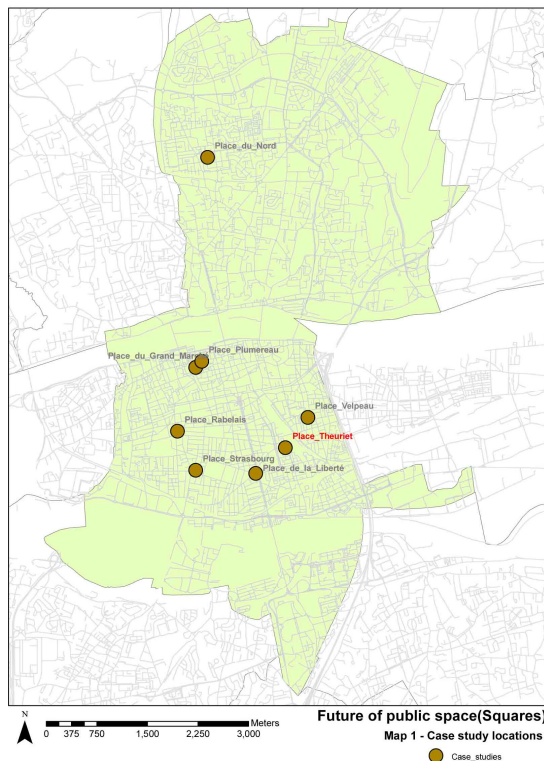 Place_du_Nord
Place_Plumereau
Place_du_Grand_Marché
Place_Velpeau
Place_Rabelais
Place_Theuriet
Place_Strasbourg
Place_de_la_Liberté
N
0 375 750 1,500 2,250 3,000 Meters
Future of public space(Squares)
Map 1 - Case study locations
Case_studies